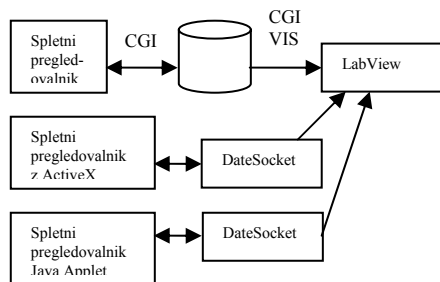 Spletni
pregled-
ovalnik
CGI
CGI
VIS
LabView
Spletni
pregledovalnik
z ActiveX
DateSocket
Spletni
pregledovalnik
Java Applet
DateSocket